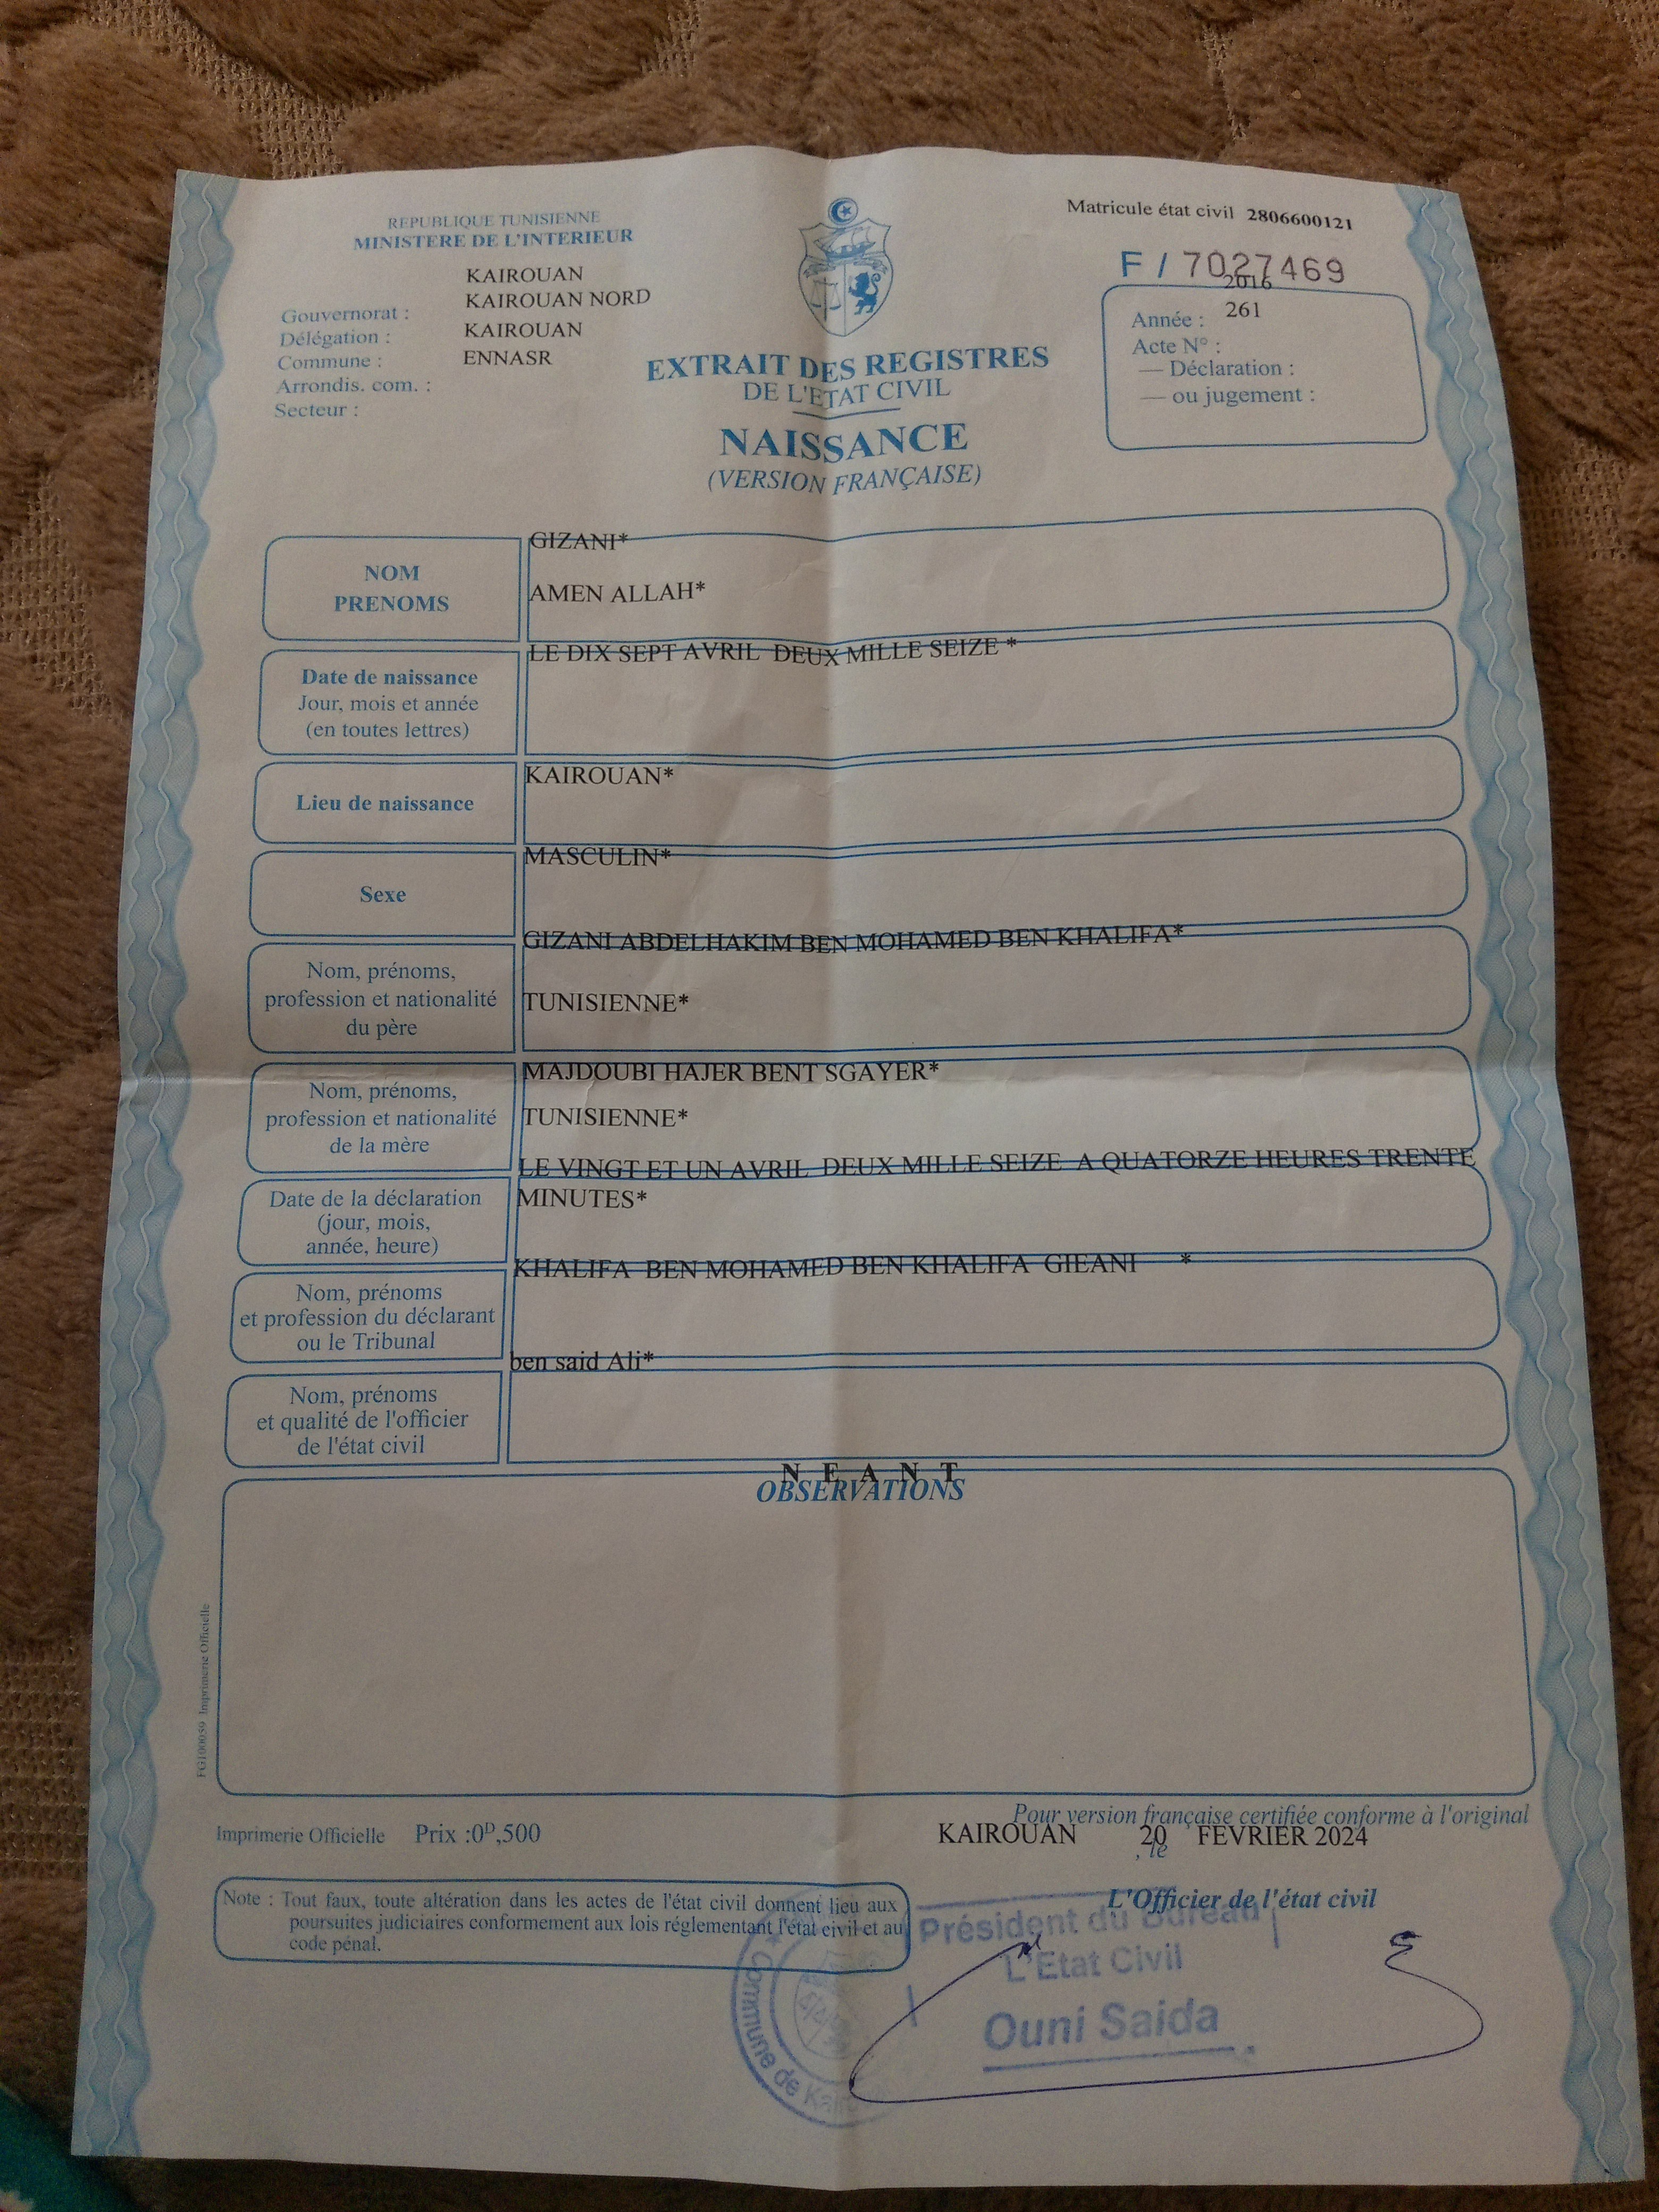 REPUBLIQUE TUNISIENNE
MINISTERE DE L'INTERIEUR
Matricule état civil 2806600121
F / 7027469
KAIROUAN
KAIROUAN NORD
Gouvernorat :
Délégation :
KAIROUAN
Commune :
ENNASR
Arrondis. com. :
Secteur :
EXTRAIT DES REGISTRES
DE L'ETAT CIVIL
NAISSANCE
(VERSION FRANÇAISE)
2016
Année : 261
Acte N° :
— Déclaration :
— ou jugement :
NOM
PRENOMS
GIZANI*
AMEN ALLAH*
Date de naissance
Jour, mois et année
(en toutes lettres)
LE DIX SEPT AVRIL DEUX MILLE SEIZE *
Lieu de naissance
KAIROUAN*
Sexe
MASCULIN*
Nom, prénoms,
profession et nationalité
du père
GIZANI ABDELHAKIM BEN MOHAMED BEN KHALIFA*
TUNISIENNE*
Nom, prénoms,
profession et nationalité
de la mère
MAJDOUBI HAJER BENT SGAYER*
TUNISIENNE*
Date de la déclaration
(jour, mois,
année, heure)
LE VINGT ET UN AVRIL DEUX MILLE SEIZE A QUATORZE HEURES TRENTE
MINUTES*
Nom, prénoms
et profession du déclarant
ou le Tribunal
KHALIFA BEN MOHAMED BEN KHALIFA GIEANI *
Nom, prénoms
et qualité de l'officier
de l'état civil
ben said Ali*
N E A N T
OBSERVATIONS
FG100059 Imprimerie Officielle
Imprimerie Officielle Prix :0ᴰ,500
Pour version française certifiée conforme à l'original
KAIROUAN 20 FEVRIER 2024
, le
Note : Tout faux, toute altération dans les actes de l'état civil donnent lieu aux
poursuites judiciaires conformement aux lois réglementant l'état civil et au
code pénal.
L'Officier de l'état civil
Président du Bureau
L'Etat Civil
Ouni Saida
Commune de